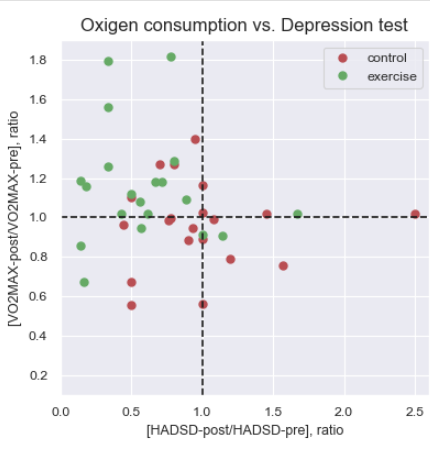 Oxigen consumption vs. Depression test
control
exercise
[VO2MAX-post/VO2MAX-pre], ratio
1.8
1.6
1.4
1.2
1.0
0.8
0.6
0.4
0.2
0.0 0.5 1.0 1.5 2.0 2.5
[HADSD-post/HADSD-pre], ratio